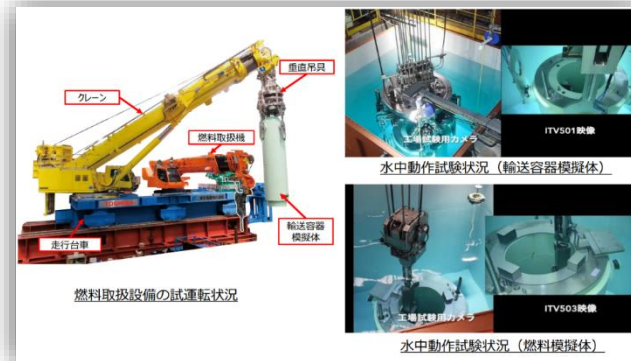 クレーン
垂直吊具
燃料取扱機
走行台車
輸送容器
模擬体
燃料取扱設備の試運転状況
工場試験用カメラ
ITV501映像
水中動作試験状況（輸送容器模擬体）
工場試験用カメラ
ITV503映像
水中動作試験状況（燃料模擬体）